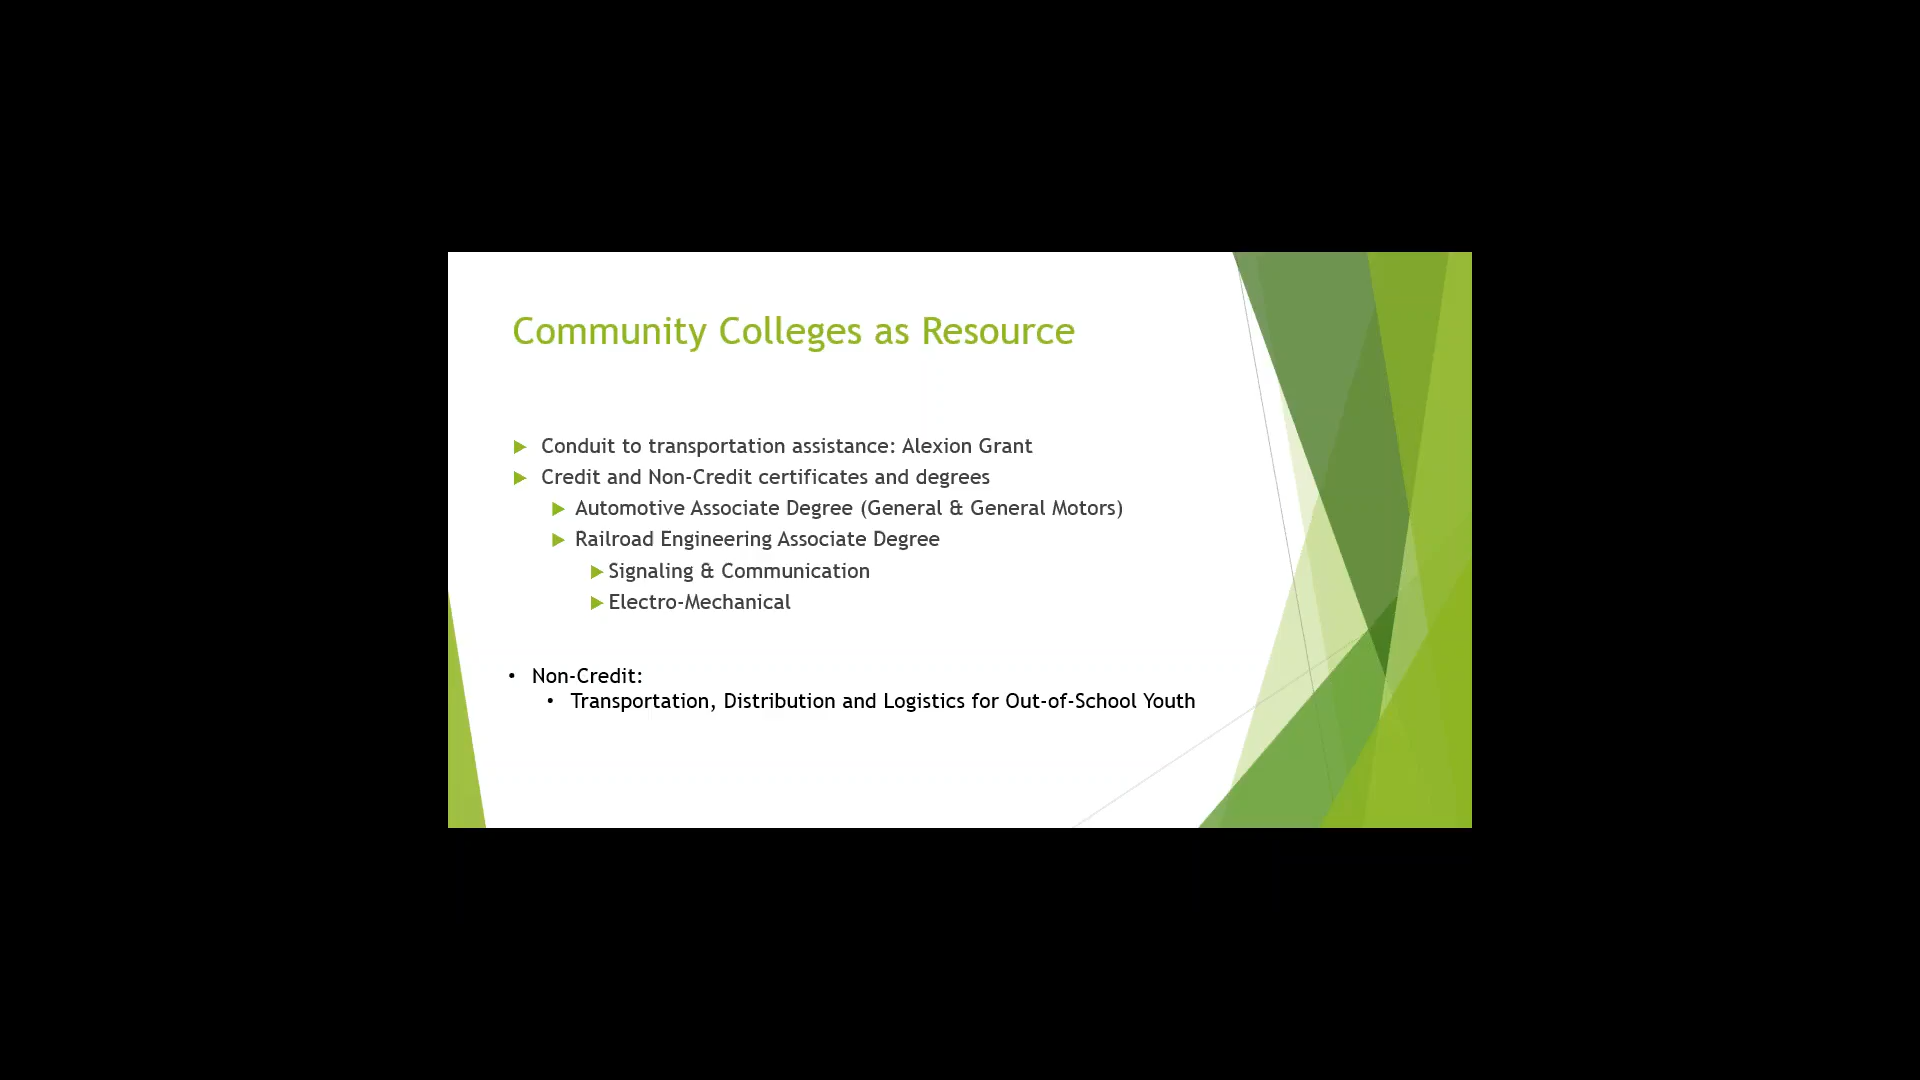 Community Colleges as Resource
Conduit to transportation assistance: Alexion Grant
Credit and Non-Credit certificates and degrees
Automotive Associate Degree (General & General Motors)
Railroad Engineering Associate Degree
Signaling & Communication
Electro-Mechanical
• Non-Credit:
• Transportation, Distribution and Logistics for Out-of-School Youth